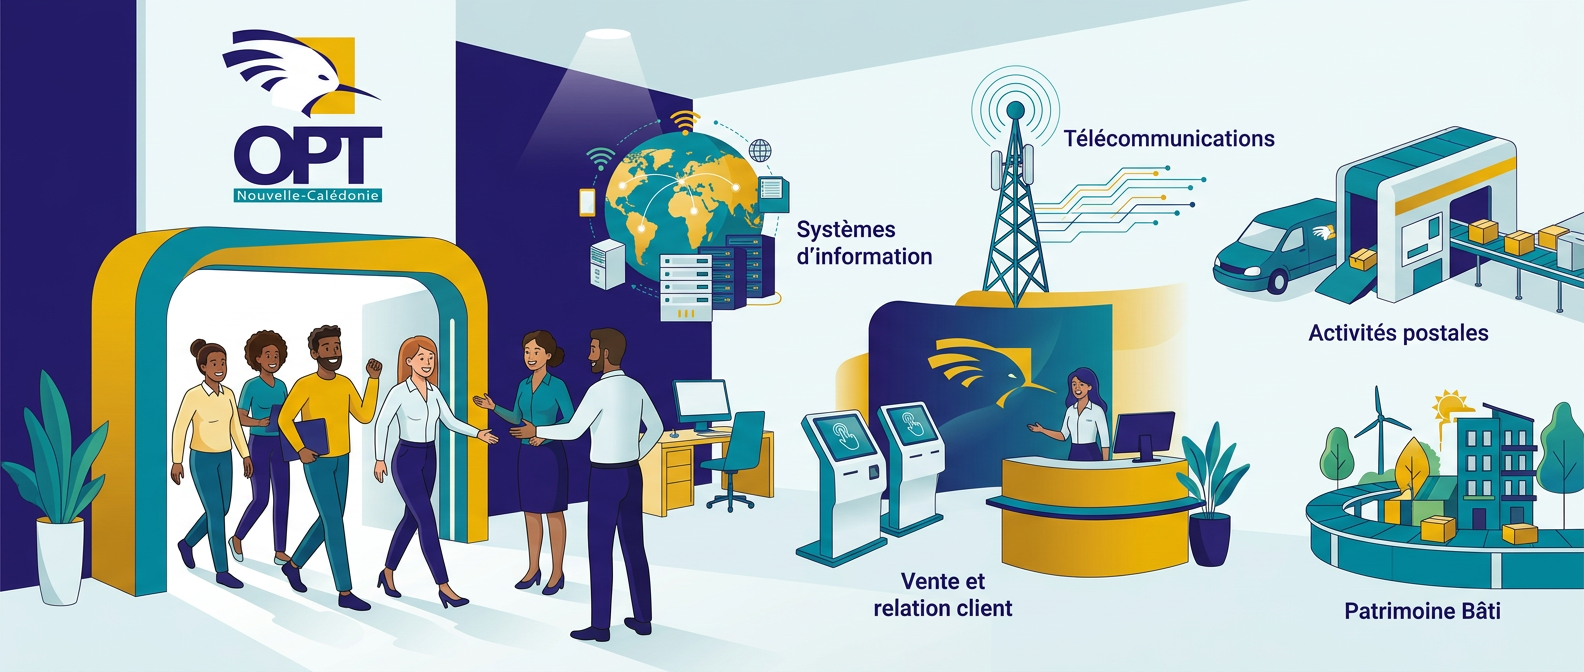 OPT
Nouvelle-Calédonie
Systèmes
d'information
Télécommunications
Activités postales
Vente et
relation client
Patrimoine Bâti